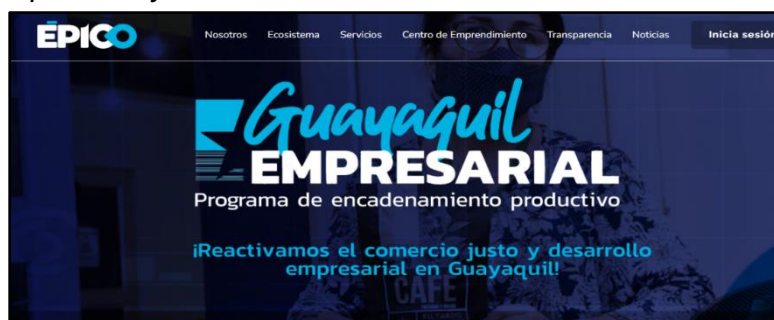 ÉPICO
Nosotros Ecosistema Servicios Centro de Emprendimiento Transparencia Noticias Inicia sesión
Guayaquil
EMPRESARIAL
Programa de encadenamiento productivo
¡Reactivamos el comercio justo y desarrollo
empresarial en Guayaquil!
CAFÉ